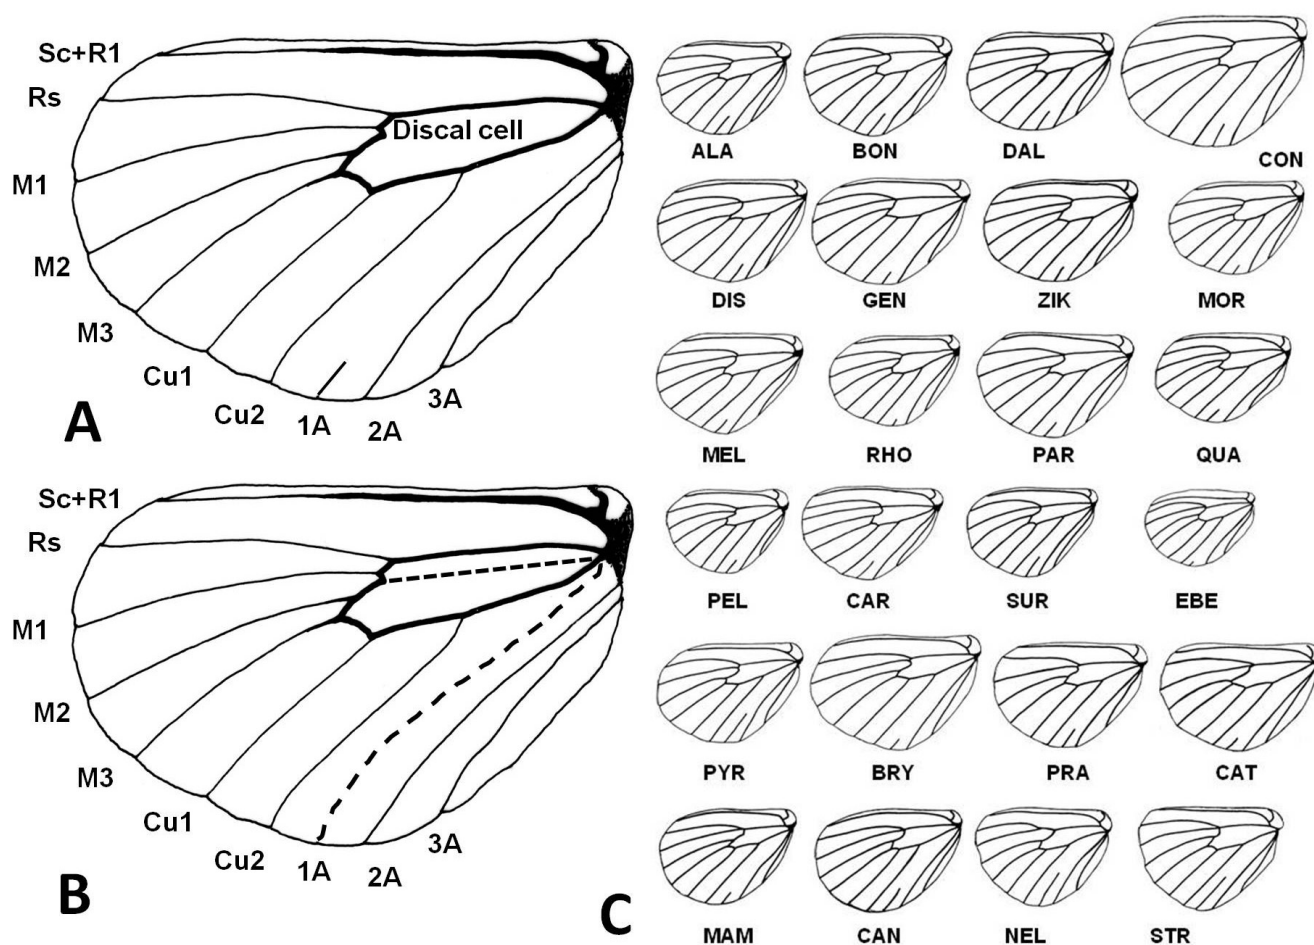 Sc+R1
Rs
Discal cell
M1
M2
M3
Cu1
Cu2
1A
2A
3A
A
Sc+R1
Rs
M1
M2
M3
Cu1
Cu2
1A
2A
3A
B
ALA BON DAL CON
DIS GEN ZIK MOR
MEL RHO PAR QUA
PEL CAR SUR EBE
PYR BRY PRA CAT
MAM CAN NEL STR
C